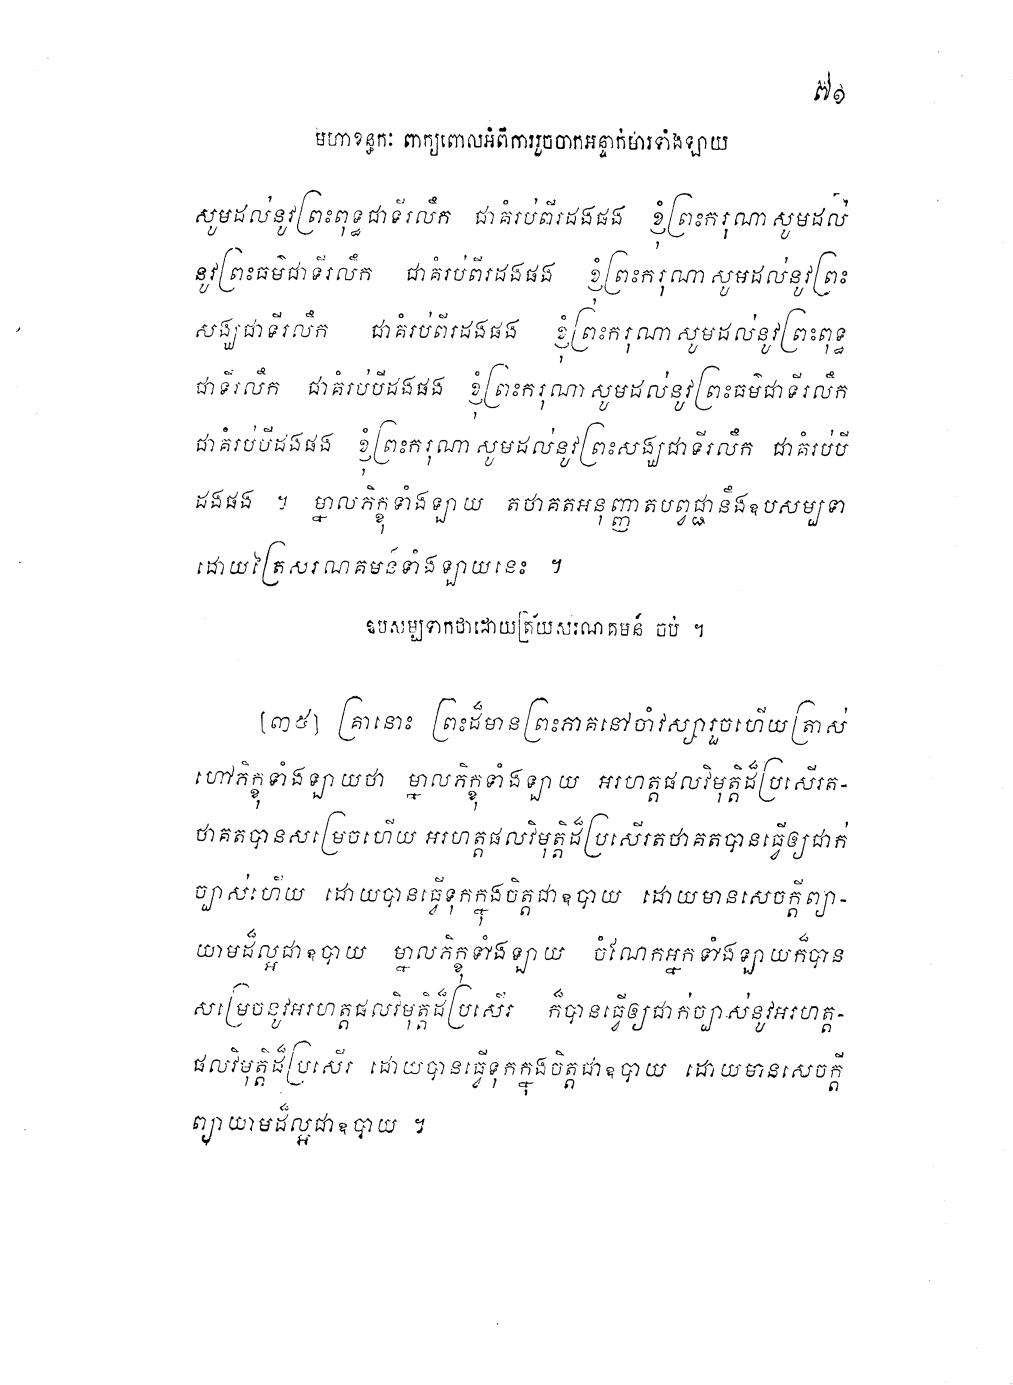 ៧១
មហាខន្ធកៈ ពាក្យពោលអំពីការរួចចាកអន្ទាក់មារទាំងឡាយ
សូមដល់នូវព្រះពុទ្ធជាទីរលឹក ជាគំរប់ពីរដងផង ខ្ញុំព្រះករុណា សូមដល់
នូវព្រះធម៌ជាទីរលឹក ជាគំរប់ពីរដងផង ខ្ញុំព្រះករុណា សូមដល់នូវព្រះ
សង្ឃជាទីរលឹក ជាគំរប់ពីរដងផង ខ្ញុំព្រះករុណា សូមដល់នូវព្រះពុទ្ធ
ជាទីរលឹក ជាគំរប់បីដងផង ខ្ញុំព្រះករុណា សូមដល់នូវព្រះធម៌ជាទីរលឹក
ជាគំរប់បីដងផង ខ្ញុំព្រះករុណា សូមដល់នូវព្រះសង្ឃជាទីរលឹក ជាគំរប់បី
ដងផង ។ ម្នាលភិក្ខុទាំងឡាយ តថាគតអនុញ្ញាតបព្វជ្ជានឹងឧបសម្បទា
ដោយត្រៃសរណគមន៍ទាំងឡាយនេះ ។
ឧបសម្បទាកថាដោយត្រ័យសរណគមន៍ ចប់ ។
[៣៥] គ្រានោះ ព្រះដ៏មានព្រះភាគនៅចាំវស្សារួចហើយត្រាស់
ហៅភិក្ខុទាំងឡាយថា ម្នាលភិក្ខុទាំងឡាយ អរហត្តផលវិមុត្តិដ៏ប្រសើរត-
ថាគតបានសម្រេចហើយ អរហត្តផលវិមុត្តិដ៏ប្រសើរតថាគតបានធ្វើឲ្យជាក់
ច្បាស់ហើយ ដោយបានធ្វើទុកក្នុងចិត្តជាឧបាយ ដោយមានសេចក្តីព្យា-
យាមដ៏ល្អជាឧបាយ ម្នាលភិក្ខុទាំងឡាយ ចំណែកអ្នកទាំងឡាយក៏បាន
សម្រេចនូវអរហត្តផលវិមុត្តិដ៏ប្រសើរ ក៏បានធ្វើឲ្យជាក់ច្បាស់នូវអរហត្ត-
ផលវិមុត្តិដ៏ប្រសើរ ដោយបានធ្វើទុកក្នុងចិត្តជាឧបាយ ដោយមានសេចក្តី
ព្យាយាមដ៏ល្អជាឧបាយ ។